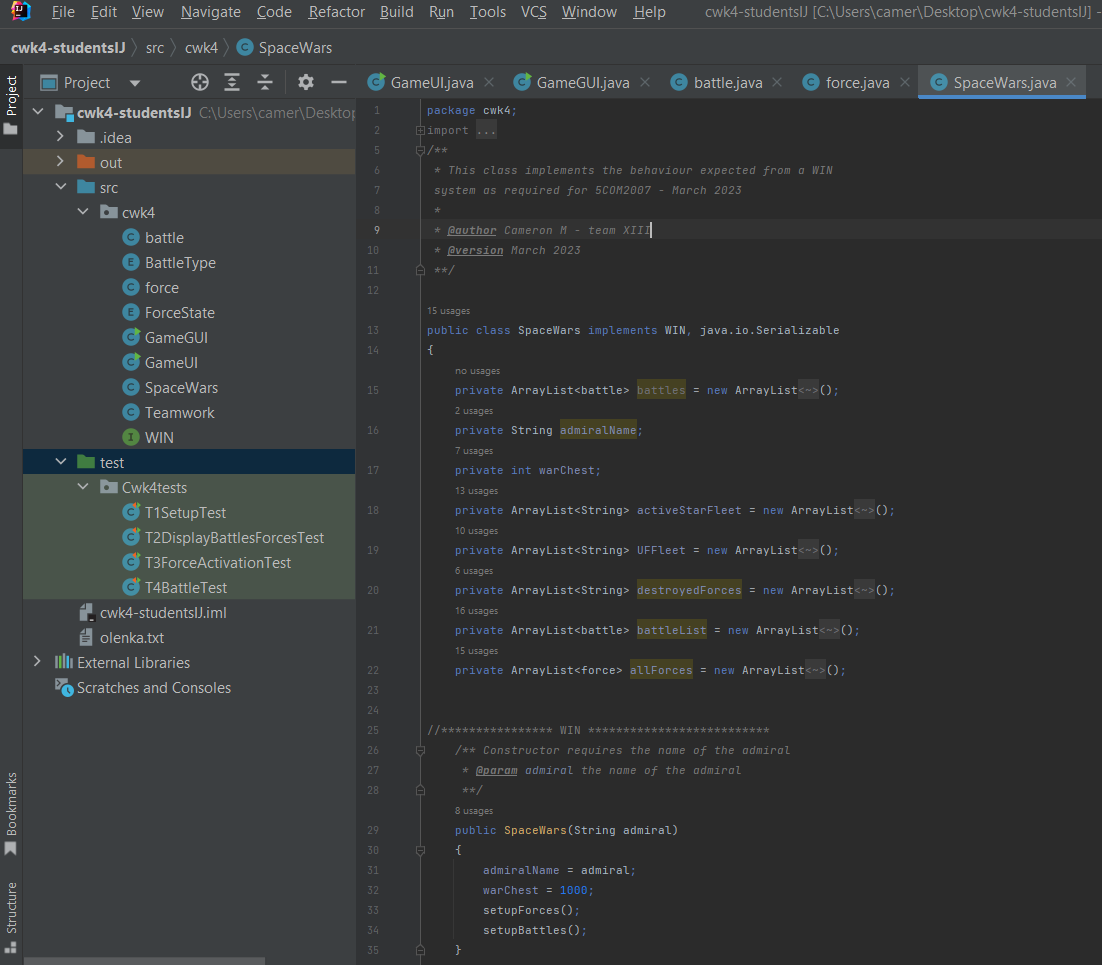 File Edit View Navigate Code Refactor Build Run Tools VCS Window Help cwk4-studentsIJ [C:\Users\camer\Desktop\cwk4-studentsIJ] -
cwk4-studentsIJ src cwk4 SpaceWars
Project
Project
GameUI.java GameGUI.java battle.java force.java SpaceWars.java
cwk4-studentsIJ C:\Users\camer\Desktop
.idea
out
src
cwk4
battle
BattleType
force
ForceState
GameGUI
GameUI
SpaceWars
Teamwork
WIN
test
Cwk4tests
T1SetupTest
T2DisplayBattlesForcesTest
T3ForceActivationTest
T4BattleTest
cwk4-studentsIJ.iml
olenka.txt
External Libraries
Scratches and Consoles
Bookmarks
Structure
1 package cwk4;
2 import ...
5 /**
6 * This class implements the behaviour expected from a WIN
7 system as required for 5COM2007 - March 2023
8 *
9 * @author Cameron M - team XIII
10 * @version March 2023
11 **/
12
15 usages
13 public class SpaceWars implements WIN, java.io.Serializable
14 {
no usages
15 private ArrayList<battle> battles = new ArrayList<~>();
2 usages
16 private String admiralName;
7 usages
17 private int warChest;
13 usages
18 private ArrayList<String> activeStarFleet = new ArrayList<~>();
10 usages
19 private ArrayList<String> UFFleet = new ArrayList<~>();
6 usages
20 private ArrayList<String> destroyedForces = new ArrayList<~>();
16 usages
21 private ArrayList<battle> battleList = new ArrayList<~>();
15 usages
22 private ArrayList<force> allForces = new ArrayList<~>();
23
24
25 //**************** WIN **************************
26 /** Constructor requires the name of the admiral
27 * @param admiral the name of the admiral
28 **/
8 usages
29 public SpaceWars(String admiral)
30 {
31 admiralName = admiral;
32 warChest = 1000;
33 setupForces();
34 setupBattles();
35 }